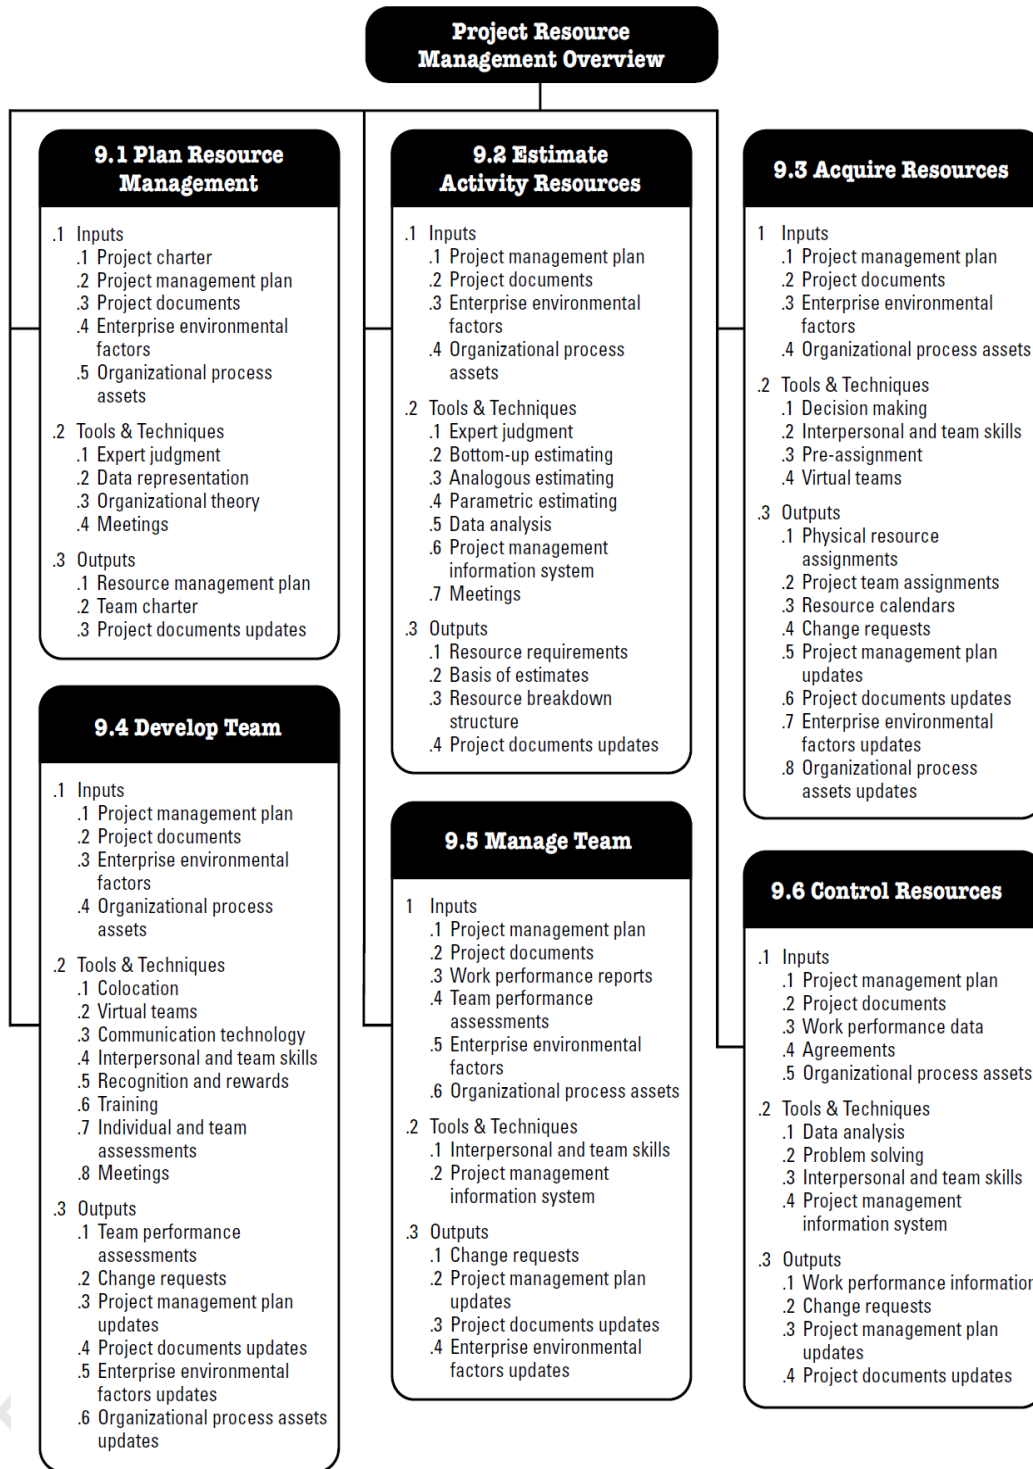 Project Resource
Management Overview
9.1 Plan Resource
Management
.1 Inputs
.1 Project charter
.2 Project management plan
.3 Project documents
.4 Enterprise environmental
factors
.5 Organizational process
assets
.2 Tools & Techniques
.1 Expert judgment
.2 Data representation
.3 Organizational theory
.4 Meetings
.3 Outputs
.1 Resource management plan
.2 Team charter
.3 Project documents updates
9.2 Estimate
Activity Resources
.1 Inputs
.1 Project management plan
.2 Project documents
.3 Enterprise environmental
factors
.4 Organizational process
assets
.2 Tools & Techniques
.1 Expert judgment
.2 Bottom-up estimating
.3 Analogous estimating
.4 Parametric estimating
.5 Data analysis
.6 Project management
information system
.7 Meetings
.3 Outputs
.1 Resource requirements
.2 Basis of estimates
.3 Resource breakdown
structure
.4 Project documents updates
9.3 Acquire Resources
1 Inputs
.1 Project management plan
.2 Project documents
.3 Enterprise environmental
factors
.4 Organizational process assets
.2 Tools & Techniques
.1 Decision making
.2 Interpersonal and team skills
.3 Pre-assignment
.4 Virtual teams
.3 Outputs
.1 Physical resource
assignments
.2 Project team assignments
.3 Resource calendars
.4 Change requests
.5 Project management plan
updates
.6 Project documents updates
.7 Enterprise environmental
factors updates
.8 Organizational process
assets updates
9.4 Develop Team
.1 Inputs
.1 Project management plan
.2 Project documents
.3 Enterprise environmental
factors
.4 Organizational process
assets
.2 Tools & Techniques
.1 Colocation
.2 Virtual teams
.3 Communication technology
.4 Interpersonal and team skills
.5 Recognition and rewards
.6 Training
.7 Individual and team
assessments
.8 Meetings
.3 Outputs
.1 Team performance
assessments
.2 Change requests
.3 Project management plan
updates
.4 Project documents updates
.5 Enterprise environmental
factors updates
.6 Organizational process assets
updates
9.5 Manage Team
1 Inputs
.1 Project management plan
.2 Project documents
.3 Work performance reports
.4 Team performance
assessments
.5 Enterprise environmental
factors
.6 Organizational process assets
.2 Tools & Techniques
.1 Interpersonal and team skills
.2 Project management
information system
.3 Outputs
.1 Change requests
.2 Project management plan
updates
.3 Project documents updates
.4 Enterprise environmental
factors updates
9.6 Control Resources
.1 Inputs
.1 Project management plan
.2 Project documents
.3 Work performance data
.4 Agreements
.5 Organizational process assets
.2 Tools & Techniques
.1 Data analysis
.2 Problem solving
.3 Interpersonal and team skills
.4 Project management
information system
.3 Outputs
.1 Work performance information
.2 Change requests
.3 Project management plan
updates
.4 Project documents updates